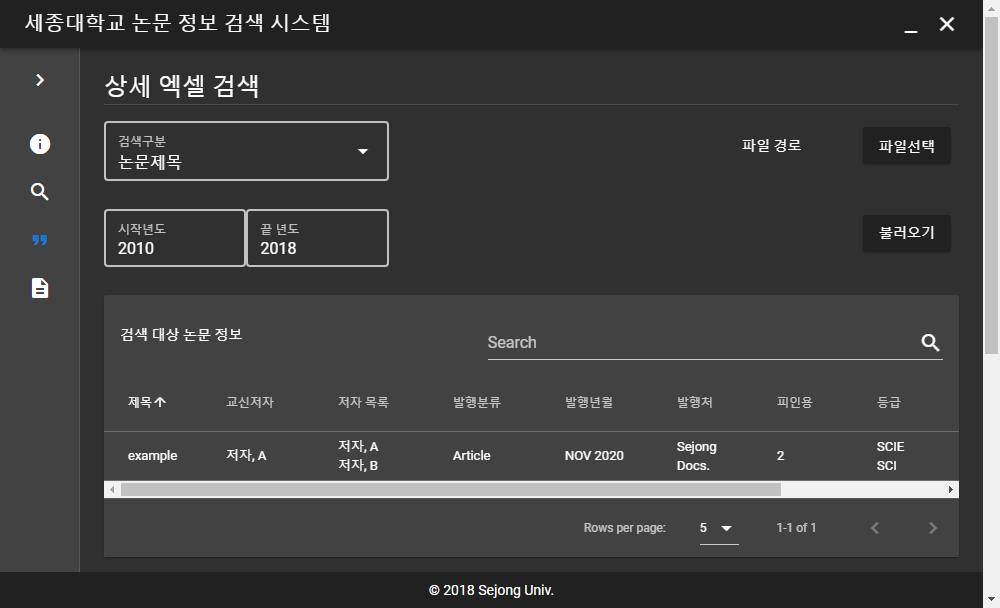 세종대학교 논문 정보 검색 시스템
상세 엑셀 검색
검색구분
논문제목
파일 경로
파일선택
시작년도
2010
끝 년도
2018
불러오기
검색 대상 논문 정보
Search
제목 교신저자 저자 목록 발행분류 발행년월 발행처 피인용 등급
example 저자, A 저자, A Article NOV 2020 Sejong 2 SCIE
저자, B Docs. SCI
Rows per page: 5 1-1 of 1
© 2018 Sejong Univ.